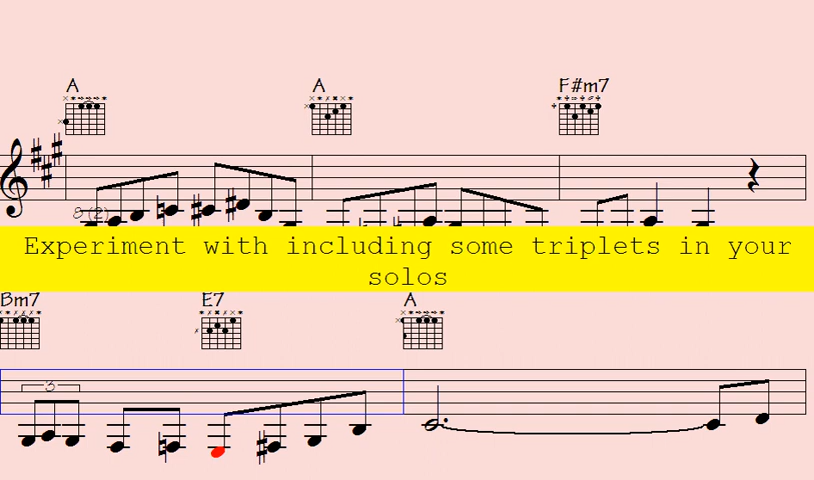 A A F#m7
Experiment with including some triplets in your
solos
Bm7 E7 A
3